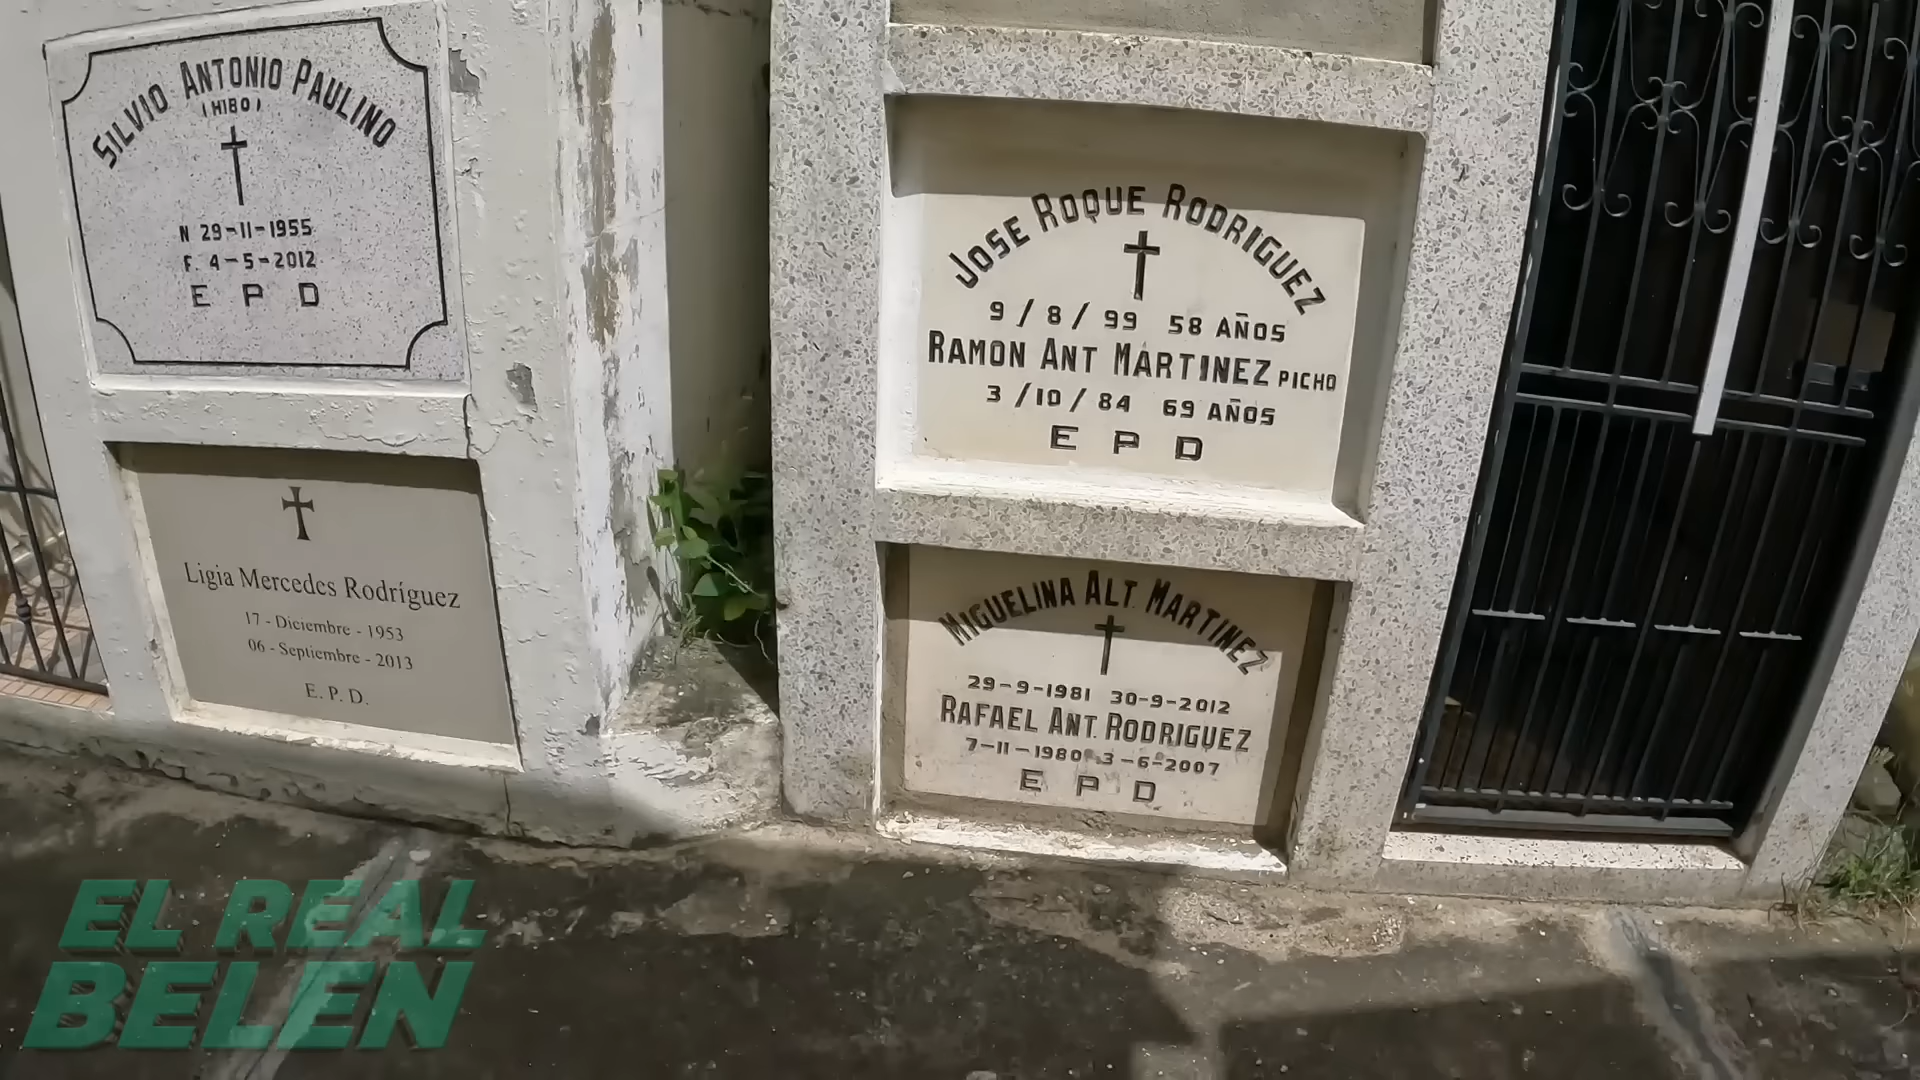 SILVIO ANTONIO PAULINO
(HIBO)
N 29-11-1955
F. 4-5-2012
E P D
Ligia Mercedes Rodríguez
17 - Diciembre - 1953
06 - Septiembre - 2013
E. P. D.
JOSE ROQUE RODRIGUEZ
9/8/99 58 AÑOS
RAMON ANT MARTINEZ PICHO
3/10/84 69 AÑOS
E P D
MIGUELINA ALT. MARTINEZ
29-9-1981 30-9-2012
RAFAEL ANT. RODRIGUEZ
7-11-1980 3-6-2007
E P D
EL REAL
BELEN